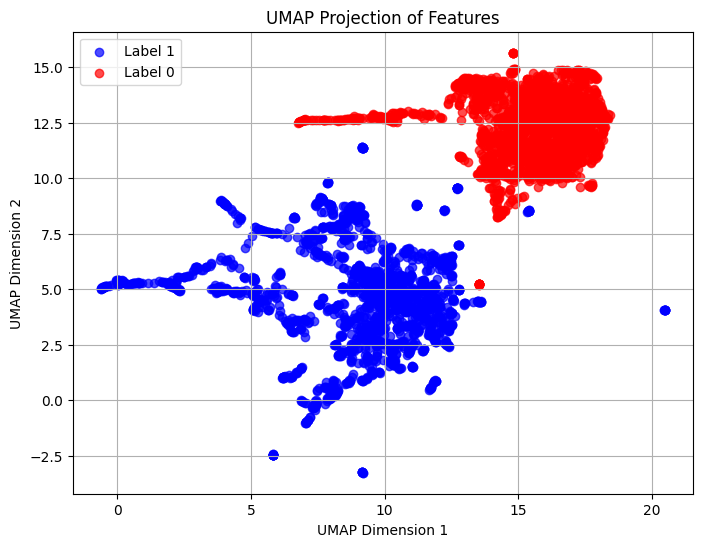 UMAP Projection of Features
Label 1
Label 0
15.0
12.5
10.0
7.5
5.0
2.5
0.0
−2.5
UMAP Dimension 2
0
5
10
15
20
UMAP Dimension 1